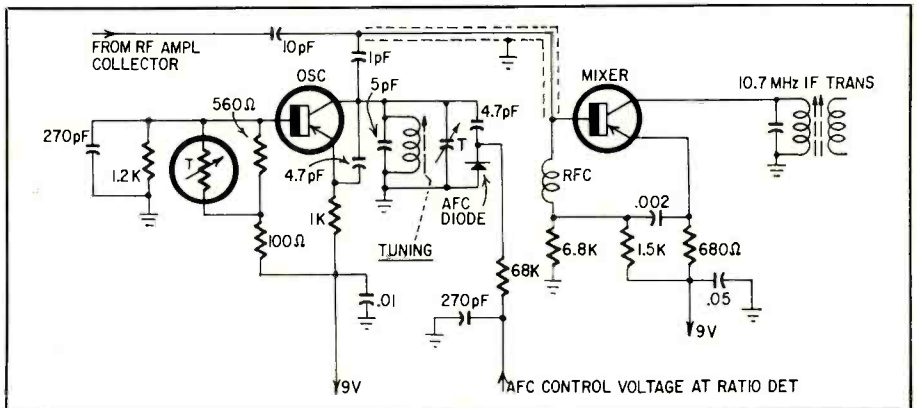 FROM RF AMPL
COLLECTOR
10pF
1pF
OSC
5pF
MIXER
10.7 MHz IF TRANS
560Ω
4.7pF
270pF
1.2K
T
4.7pF
T
AFC
DIODE
RFC
.002
1K
100Ω
TUNING
68K
6.8K
1.5K
680Ω
.01
270pF
.05
9V
9V
AFC CONTROL VOLTAGE AT RATIO DET